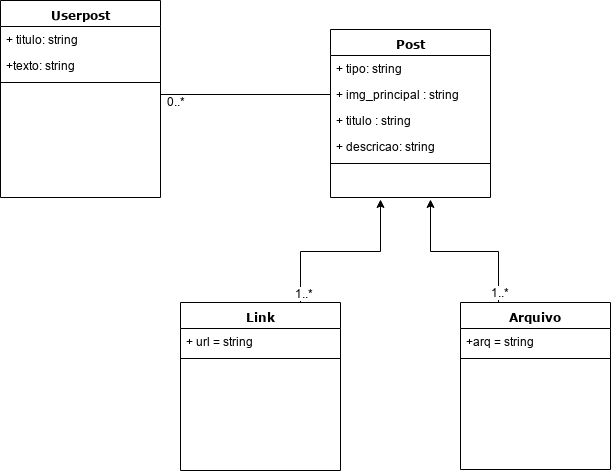 Userpost
+ titulo: string
+texto: string
0..*
Post
+ tipo: string
+ img_principal : string
+ titulo : string
+ descricao: string
1..*
1..*
Link
+ url = string
Arquivo
+arq = string